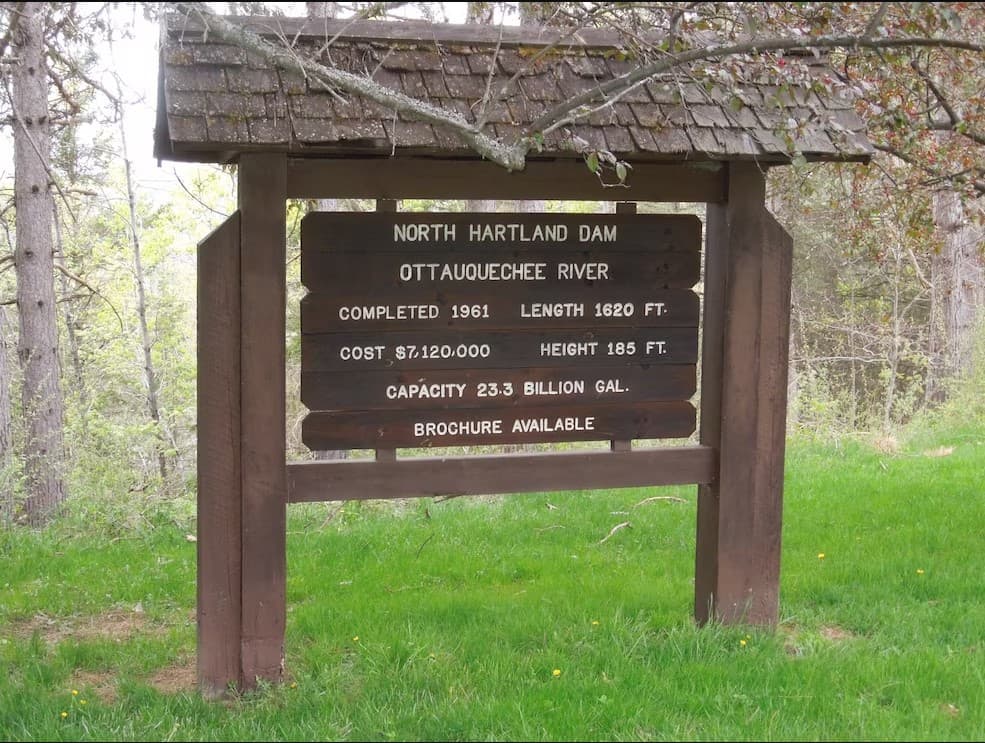 NORTH HARTLAND DAM
OTTAUQUECHEE RIVER
COMPLETED 1961 LENGTH 1620 FT.
COST $7,120,000 HEIGHT 185 FT.
CAPACITY 23.3 BILLION GAL.
BROCHURE AVAILABLE